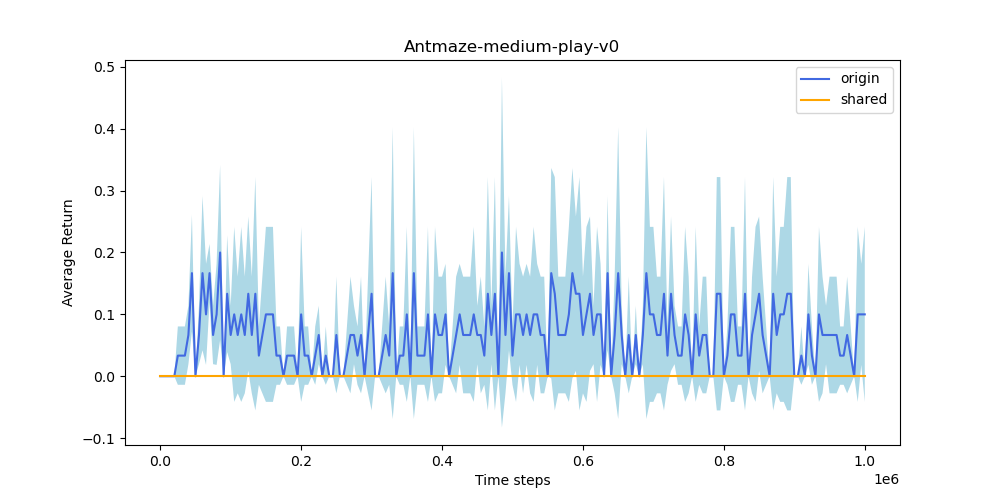 Antmaze-medium-play-v0
origin
shared
Average Return
0.5
0.4
0.3
0.2
0.1
0.0
−0.1
0.0 0.2 0.4 0.6 0.8 1.0
1e6
Time steps